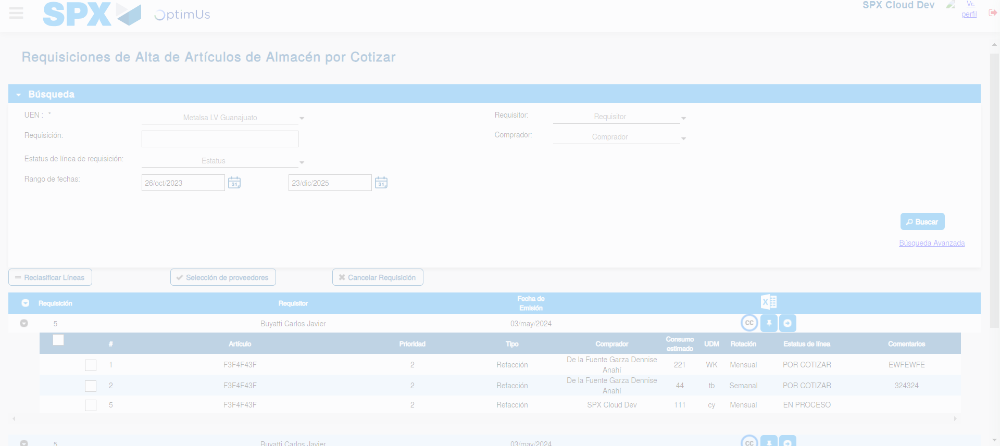 SPX OptimUs
SPX Cloud Dev
perfil
Requisiciones de Alta de Artículos de Almacén por Cotizar
Búsqueda
UEN : * Metalsa LV Guanajuato Requisitor: Requisitor
Requisición: Comprador: Comprador
Estatus de línea de requisición: Estatus
Rango de fechas: 26/oct/2023 31 23/dic/2025 31
Buscar
Búsqueda Avanzada
Reclasificar Líneas Selección de proveedores Cancelar Requisición
Requisición Requisitor Fecha de
Emisión
5 Buyatti Carlos Javier 03/may/2024 CC
# Artículo Prioridad Tipo Comprador Consumo
estimado UDM Rotación Estatus de línea Comentarios
1 F3F4F43F 2 Refacción De la Fuente Garza Dennise
Anahí 221 WK Mensual POR COTIZAR EWFEWFE
2 F3F4F43F 2 Refacción De la Fuente Garza Dennise
Anahí 44 tb Semanal POR COTIZAR 324324
5 F3F4F43F 2 Refacción SPX Cloud Dev 111 cy Mensual EN PROCESO
5 Buyatti Carlos Javier 03/may/2024 CC